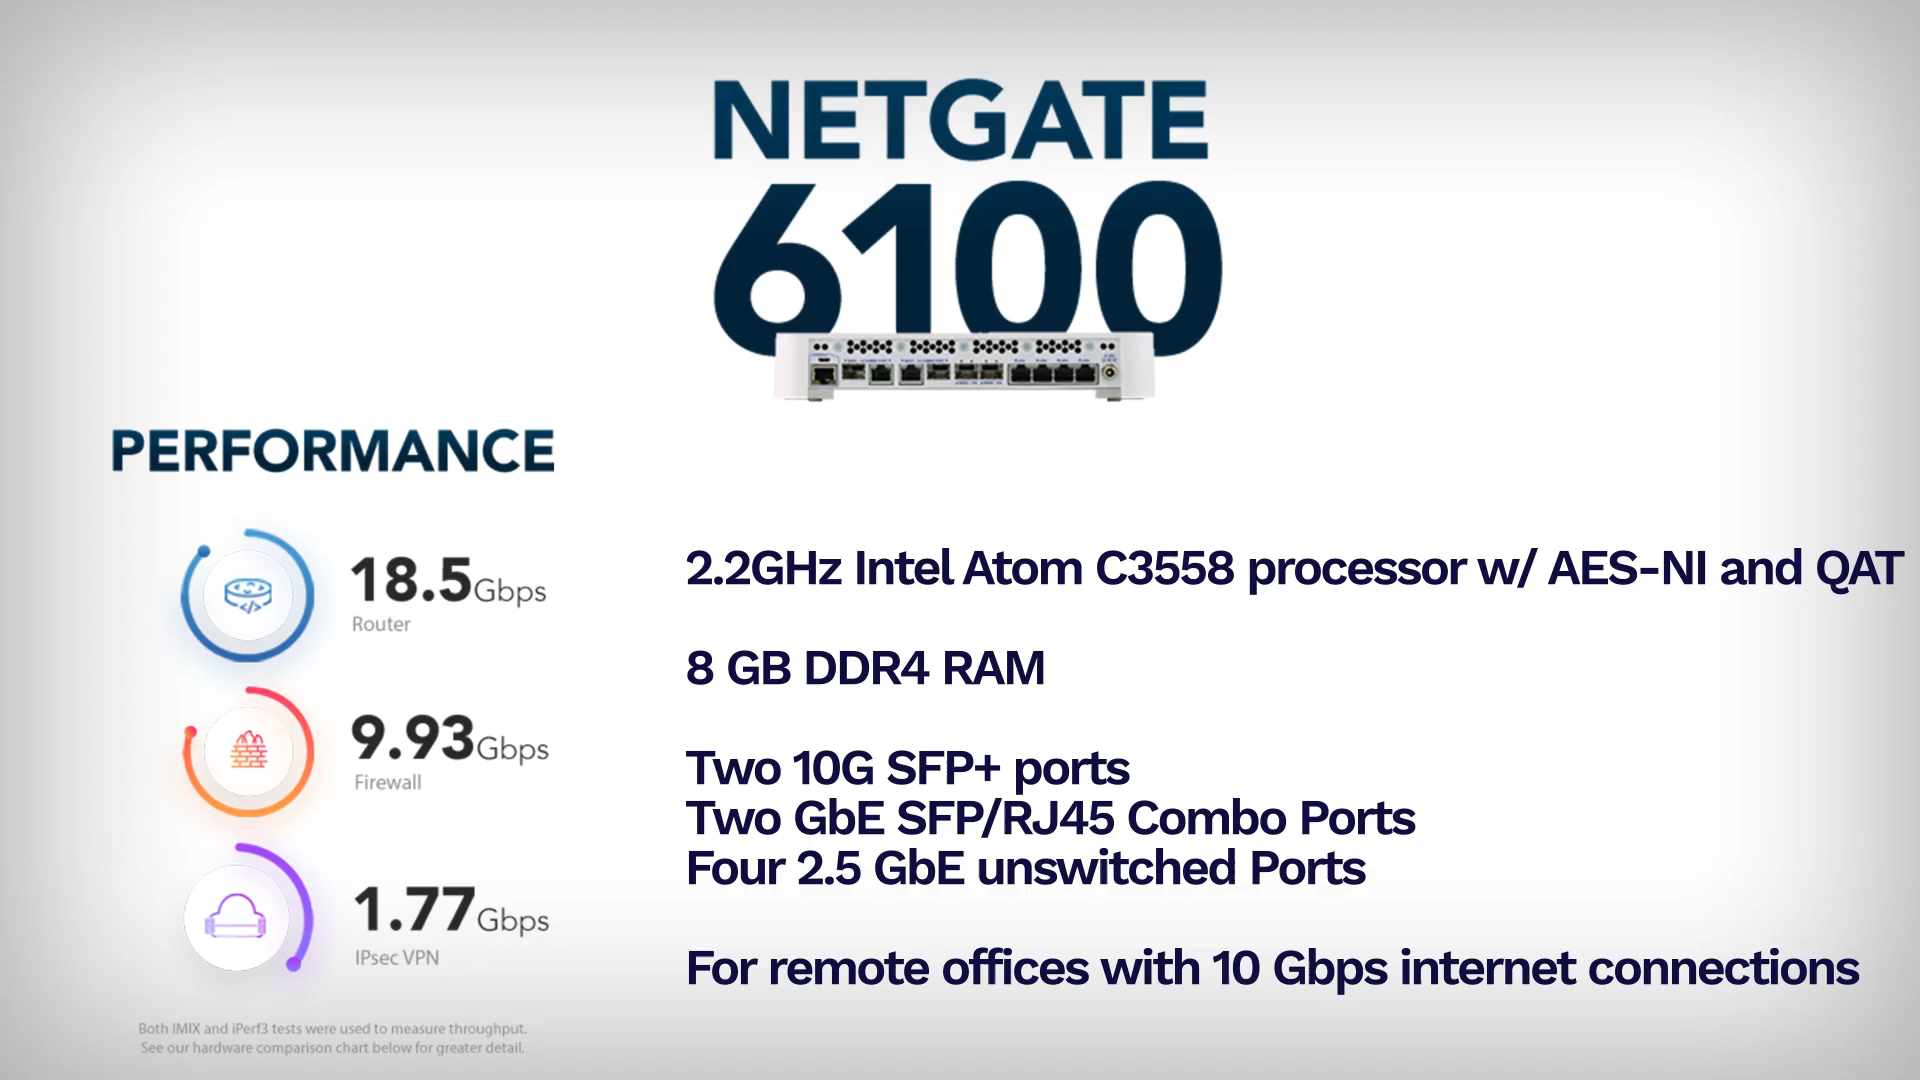 NETGATE
6100
PERFORMANCE
18.5Gbps
Router
9.93Gbps
Firewall
1.77Gbps
IPsec VPN
Both IMIX and iPerf3 tests were used to measure throughput.
See our hardware comparison chart below for greater detail.
2.2GHz Intel Atom C3558 processor w/ AES-NI and QAT
8 GB DDR4 RAM
Two 10G SFP+ ports
Two GbE SFP/RJ45 Combo Ports
Four 2.5 GbE unswitched Ports
For remote offices with 10 Gbps internet connections